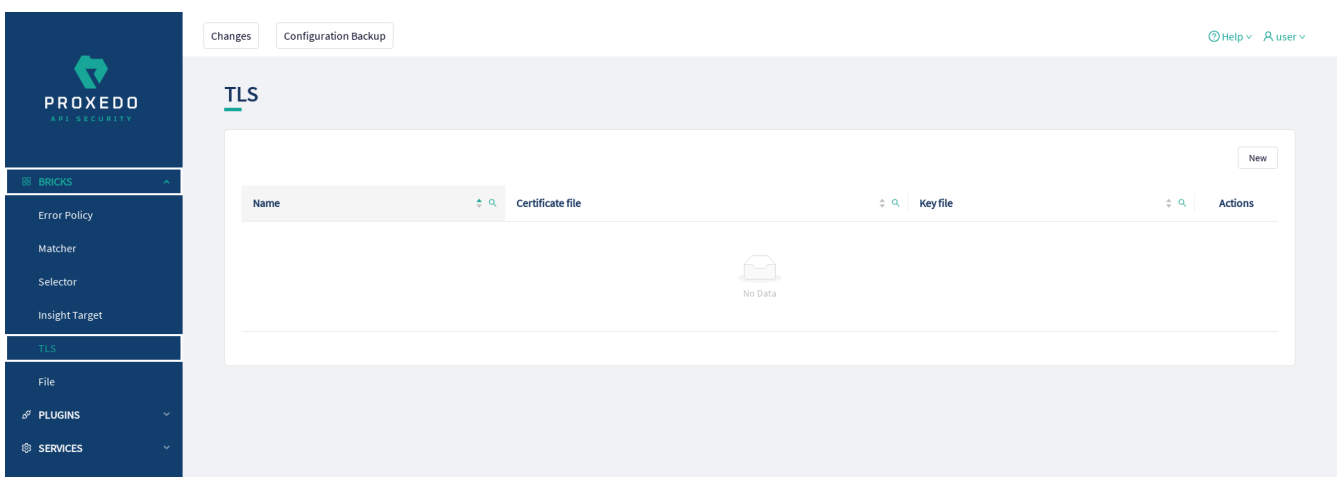 Changes Configuration Backup Help user
PROXEDO
API SECURITY
TLS
New
BRICKS
Name Certificate file Key file Actions
Error Policy
Matcher
Selector
No Data
Insight Target
TLS
File
PLUGINS
SERVICES